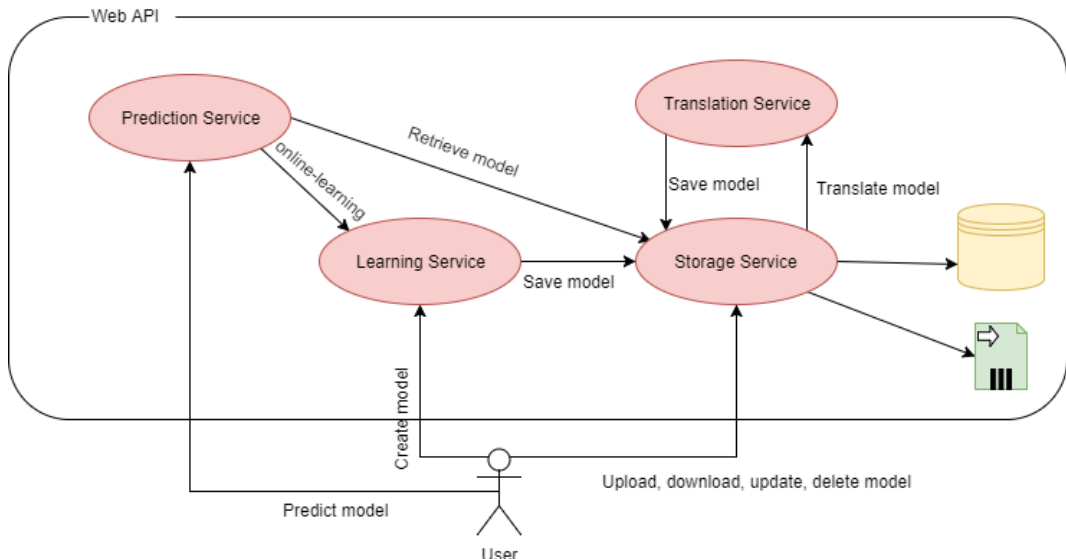 Web API
Prediction Service
Translation Service
Retrieve model
online-learning
Save model
Translate model
Learning Service
Save model
Storage Service
Create model
Upload, download, update, delete model
Predict model
User